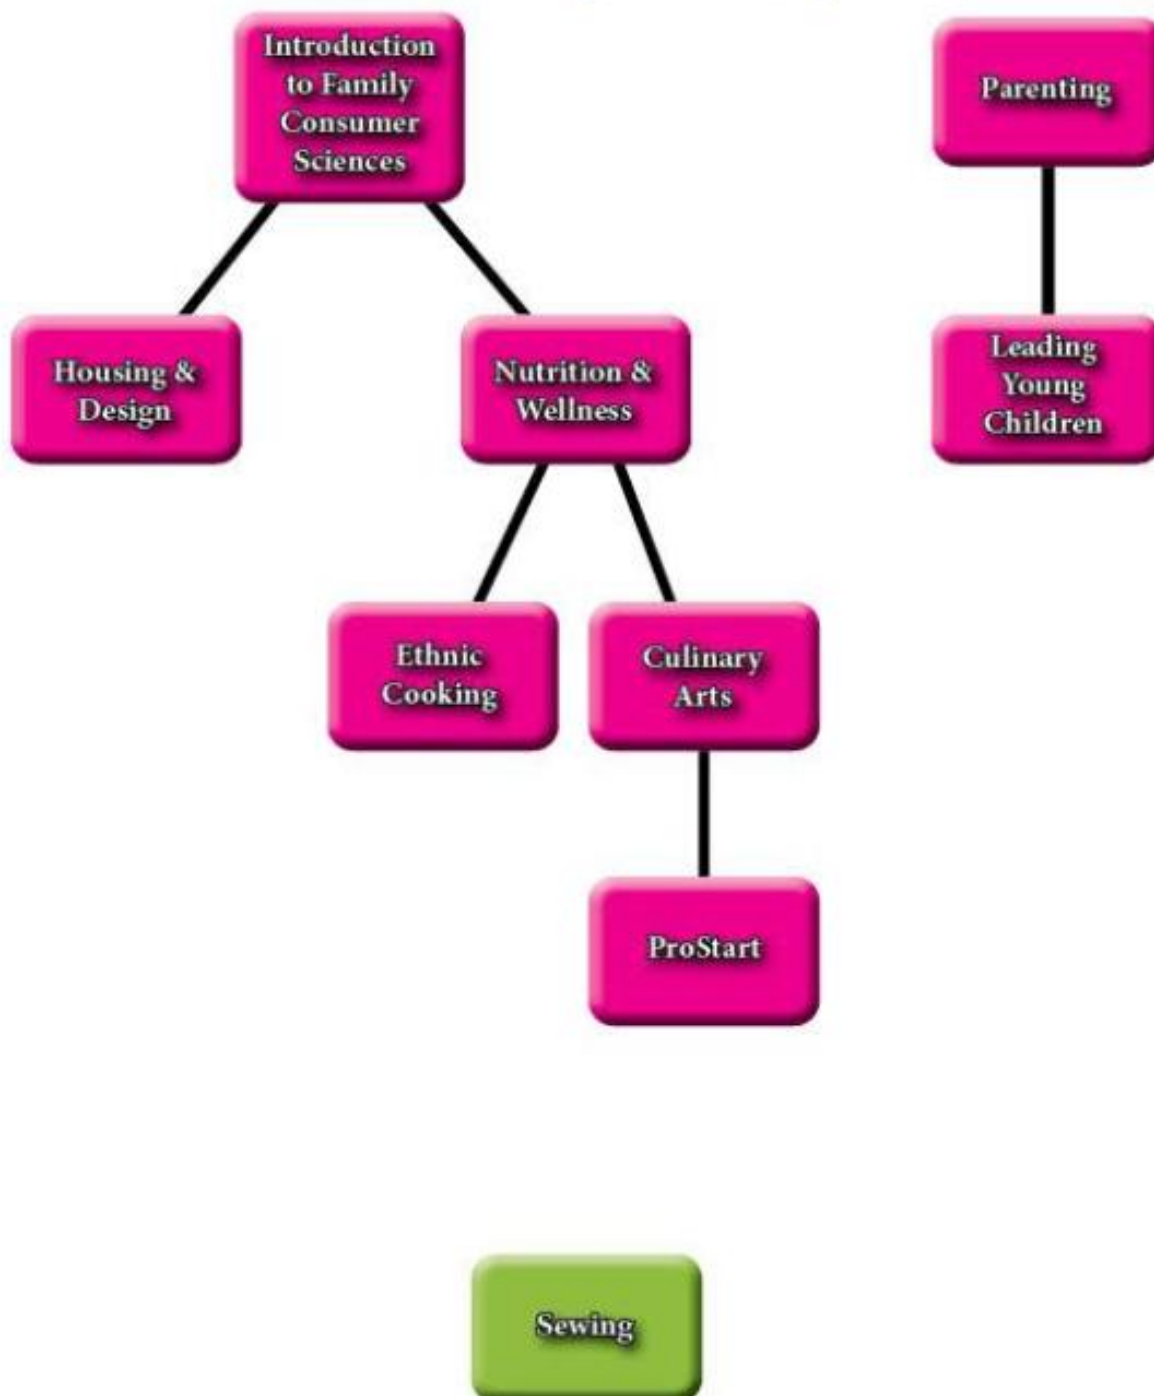 Introduction
to Family
Consumer
Sciences
Parenting
Housing &
Design
Nutrition &
Wellness
Leading
Young
Children
Ethnic
Cooking
Culinary
Arts
ProStart
Sewing